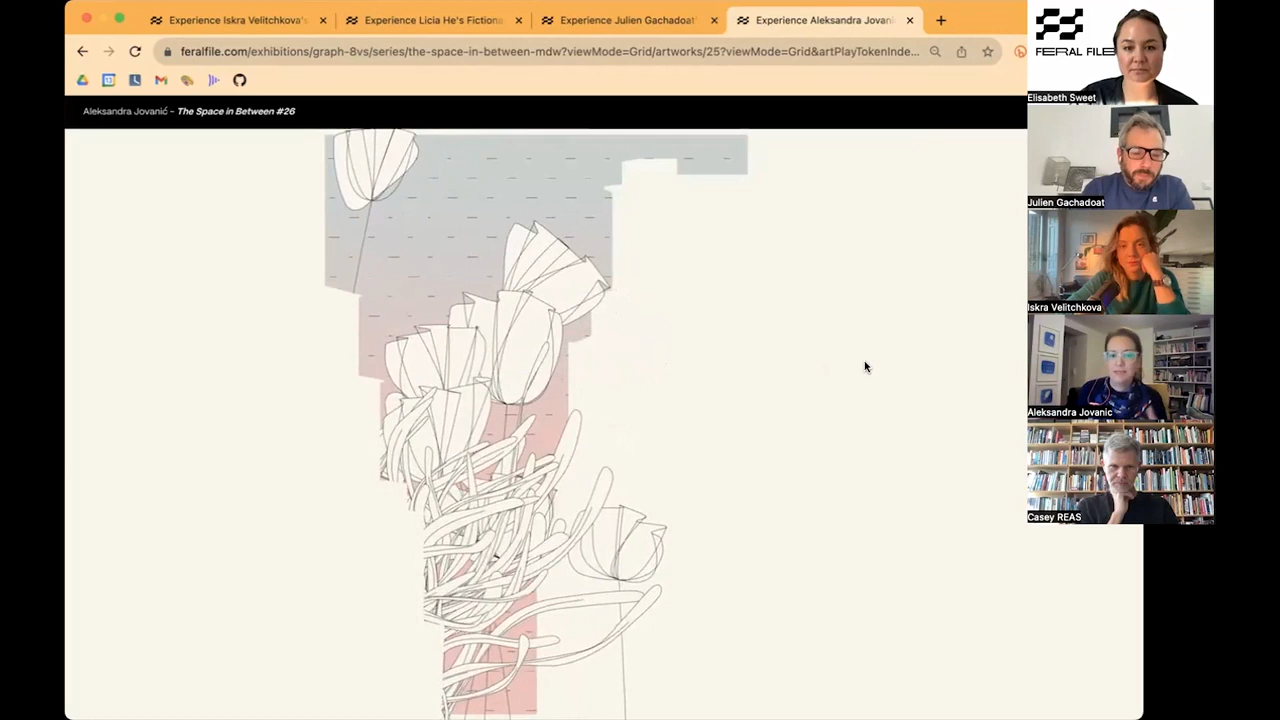 Experience Iskra Velitchkova's
Experience Licia He's Fictiona
Experience Julien Gachadoat'
Experience Aleksandra Jovani
feralfile.com/exhibitions/graph-8vs/series/the-space-in-between-mdw?viewMode=Grid/artworks/25?viewMode=Grid&artPlayTokenInde...
Aleksandra Jovanić - The Space in Between #26
FERAL FILE
Elisabeth Sweet
Julien Gachadoat
Iskra Velitchkova
Aleksandra Jovanic
Casey REAS